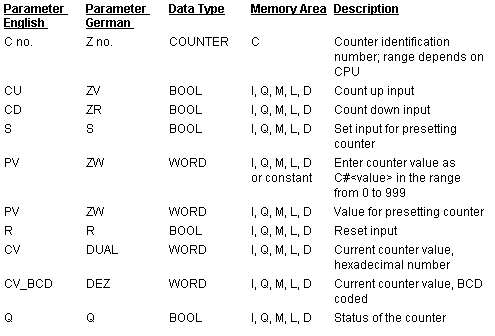 Parameter Parameter Data Type Memory Area Description
English German
C no. Z no. COUNTER C Counter identification
number; range depends on
CPU
CU ZV BOOL I, Q, M, L, D Count up input
CD ZR BOOL I, Q, M, L, D Count down input
S S BOOL I, Q, M, L, D Set input for presetting
counter
PV ZW WORD I, Q, M, L, D Enter counter value as
or constant C#<value> in the range
from 0 to 999
PV ZW WORD I, Q, M, L, D Value for presetting counter
R R BOOL I, Q, M, L, D Reset input
CV DUAL WORD I, Q, M, L, D Current counter value,
hexadecimal number
CV_BCD DEZ WORD I, Q, M, L, D Current counter value, BCD
coded
Q Q BOOL I, Q, M, L, D Status of the counter